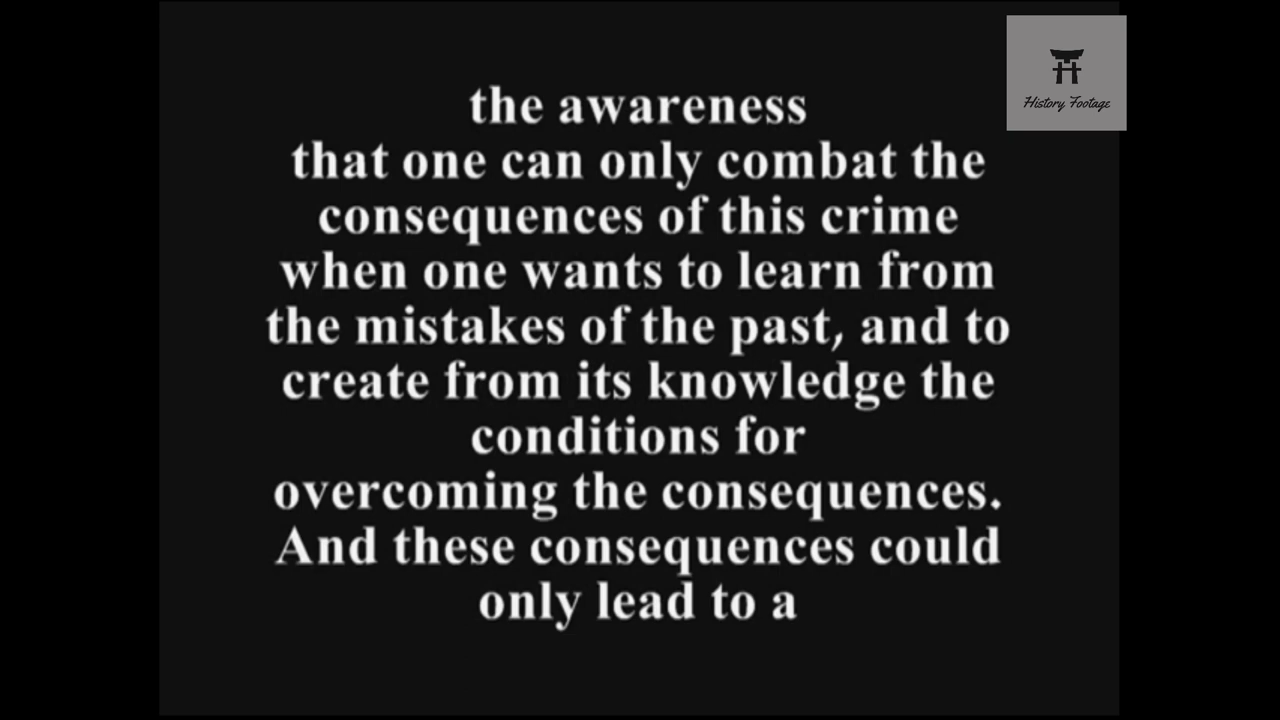 the awareness
that one can only combat the
consequences of this crime
when one wants to learn from
the mistakes of the past, and to
create from its knowledge the
conditions for
overcoming the consequences.
And these consequences could
only lead to a
History Footage